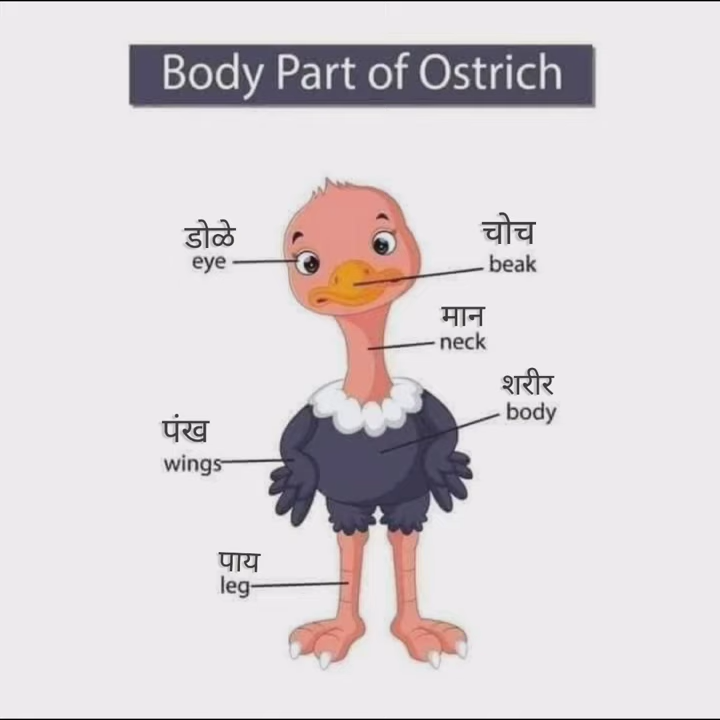 Body Part of Ostrich
डोळे
eye
चोच
beak
मान
neck
शरीर
body
पंख
wings
पाय
leg